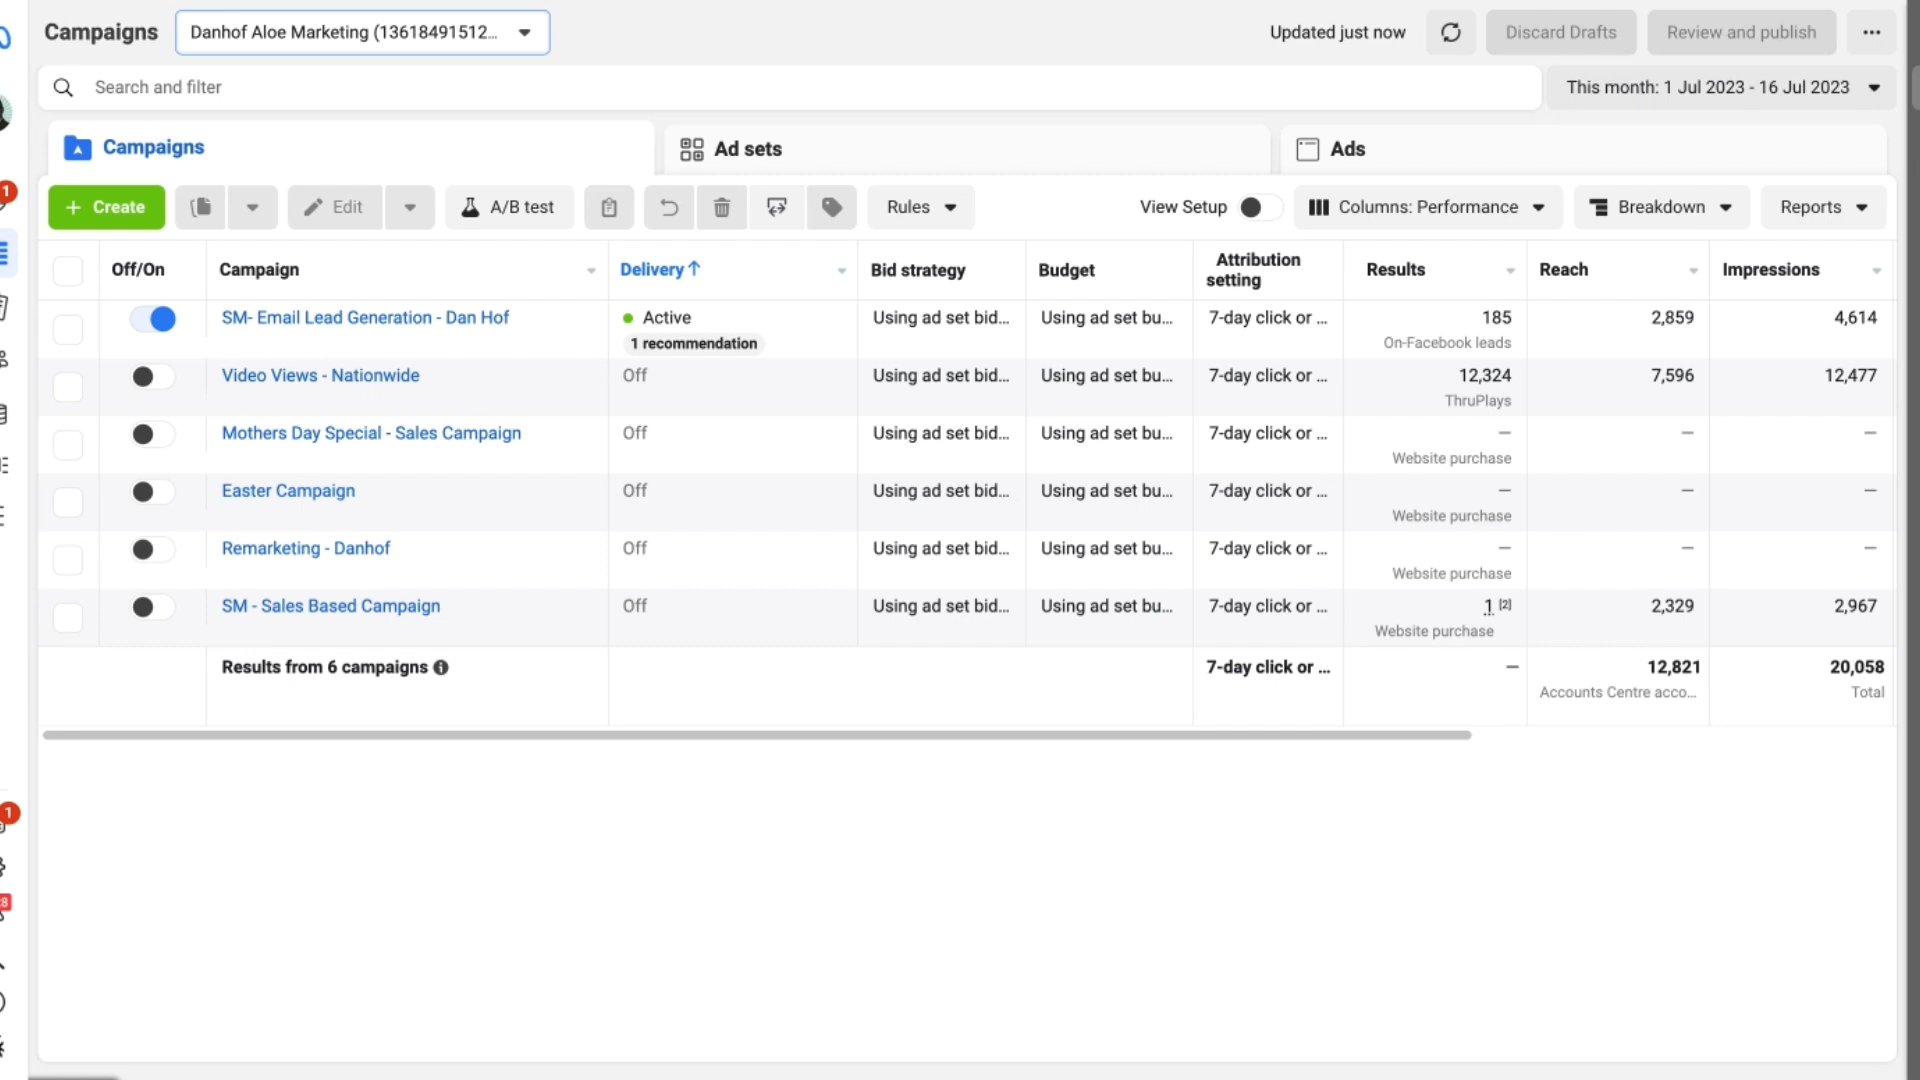 Campaigns
Danhof Aloe Marketing (13618491512...
Updated just now
Discard Drafts
Review and publish
Search and filter
This month: 1 Jul 2023 - 16 Jul 2023
Campaigns
Ad sets
Ads
1
+ Create
Edit
A/B test
Rules
View Setup
Columns: Performance
Breakdown
Reports
Off/On
Campaign
Delivery↑
Bid strategy
Budget
Attribution
setting
Results
Reach
Impressions
SM- Email Lead Generation - Dan Hof
Active
1 recommendation
Using ad set bid...
Using ad set bu...
7-day click or ...
185
On-Facebook leads
2,859
4,614
Video Views - Nationwide
Off
Using ad set bid...
Using ad set bu...
7-day click or ...
12,324
ThruPlays
7,596
12,477
Mothers Day Special - Sales Campaign
Off
Using ad set bid...
Using ad set bu...
7-day click or ...
—
Website purchase
—
—
Easter Campaign
Off
Using ad set bid...
Using ad set bu...
7-day click or ...
—
Website purchase
—
—
Remarketing - Danhof
Off
Using ad set bid...
Using ad set bu...
7-day click or ...
—
Website purchase
—
—
SM - Sales Based Campaign
Off
Using ad set bid...
Using ad set bu...
7-day click or ...
1 [2]
Website purchase
2,329
2,967
Results from 6 campaigns
7-day click or ...
—
12,821
Accounts Centre acco...
20,058
Total
1